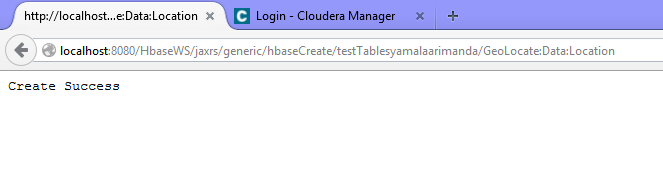 http://localhost...e:Data:Location
Login - Cloudera Manager
localhost:8080/HbaseWS/jaxrs/generic/hbaseCreate/testTablesyamalaarimanda/GeoLocate:Data:Location
Create Success